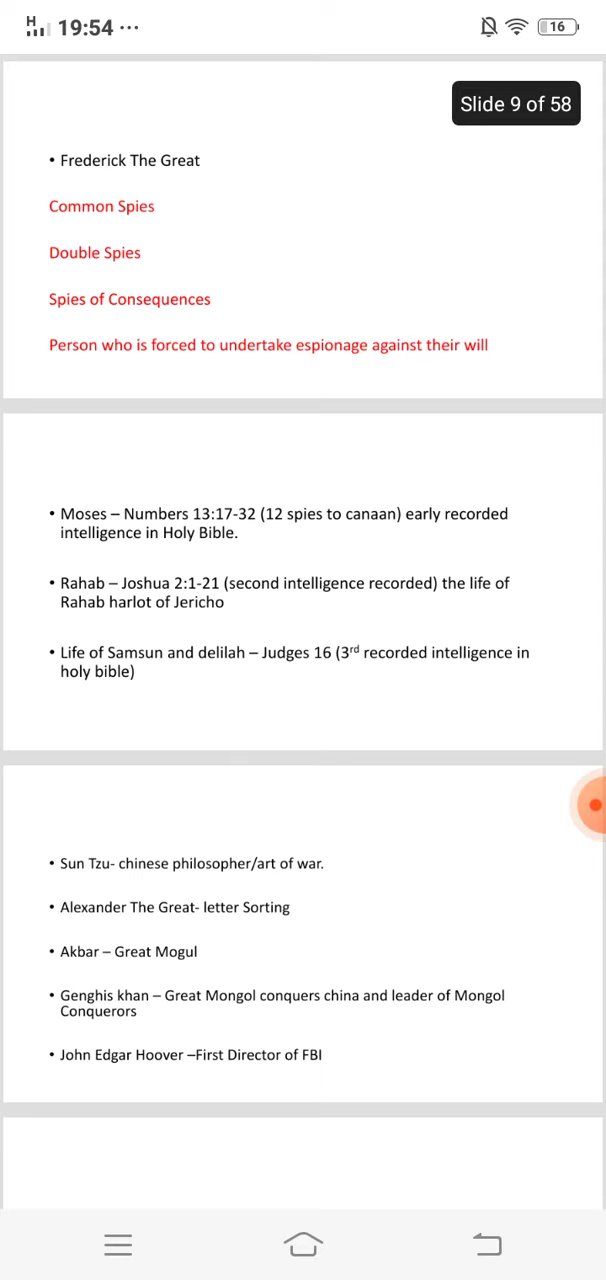 H 19:54 ···
16
Slide 9 of 58
• Frederick The Great
Common Spies
Double Spies
Spies of Consequences
Person who is forced to undertake espionage against their will
• Moses – Numbers 13:17-32 (12 spies to canaan) early recorded
intelligence in Holy Bible.
• Rahab – Joshua 2:1-21 (second intelligence recorded) the life of
Rahab harlot of Jericho
• Life of Samsun and delilah – Judges 16 (3rd recorded intelligence in
holy bible)
• Sun Tzu- chinese philosopher/art of war.
• Alexander The Great- letter Sorting
• Akbar – Great Mogul
• Genghis khan – Great Mongol conquers china and leader of Mongol
Conquerors
• John Edgar Hoover –First Director of FBI